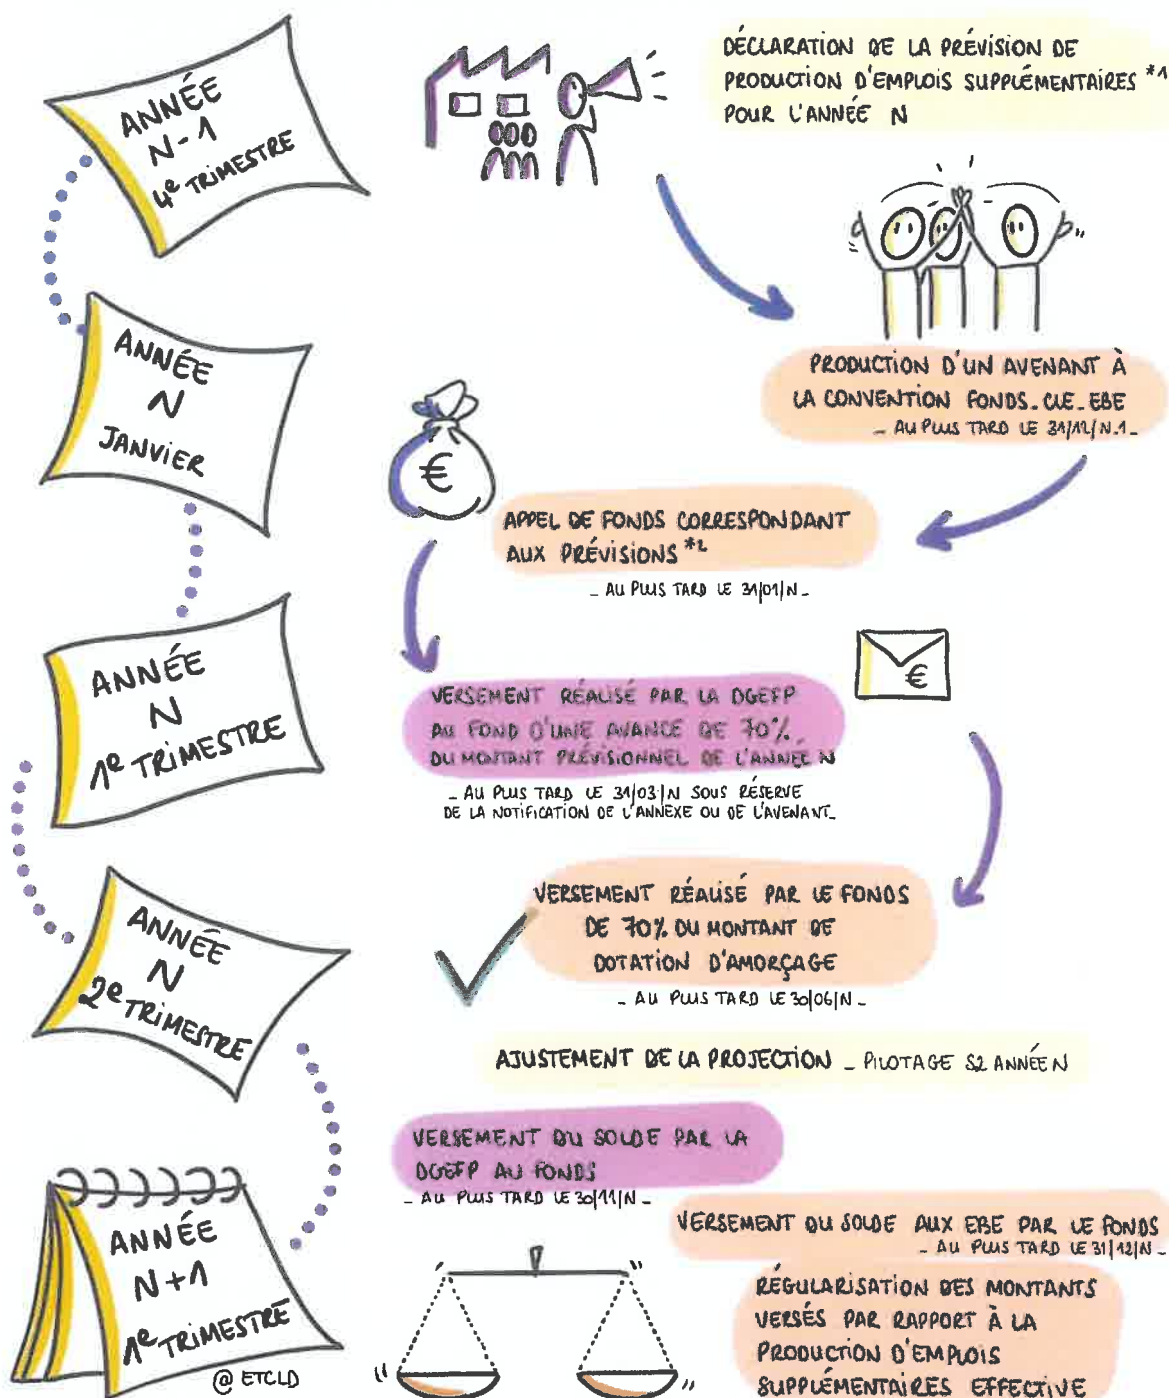 ANNÉE
N-1
4e TRIMESTRE
DÉCLARATION DE LA PRÉVISION DE
PRODUCTION D'EMPLOIS SUPPLÉMENTAIRES *1
POUR L'ANNÉE N
PRODUCTION D'UN AVENANT À
LA CONVENTION FONDS_CLE_EBE
_ AU PLUS TARD LE 31/12/N-1_
ANNÉE
N
JANVIER
€
APPEL DE FONDS CORRESPONDANT
AUX PRÉVISIONS *2
_ AU PLUS TARD LE 31/01/N_
ANNÉE
N
1e TRIMESTRE
€
VERSEMENT RÉALISÉ PAR LA DGEFP
AU FOND D'UNE AVANCE DE 70%
DU MONTANT PRÉVISIONNEL DE L'ANNÉE N
_ AU PLUS TARD LE 31/03/N SOUS RÉSERVE
DE LA NOTIFICATION DE L'ANNEXE OU DE L'AVENANT_
ANNÉE
N
2e TRIMESTRE
VERSEMENT RÉALISÉ PAR LE FONDS
DE 70% DU MONTANT DE
DOTATION D'AMORÇAGE
_ AU PLUS TARD LE 30/06/N_
AJUSTEMENT DE LA PROJECTION _ PILOTAGE S2 ANNÉE N
VERSEMENT DU SOLDE PAR LA
DGEFP AU FONDS
_ AU PLUS TARD LE 30/11/N_
VERSEMENT DU SOLDE AUX EBE PAR LE FONDS
_ AU PLUS TARD LE 31/12/N_
ANNÉE
N+1
1e TRIMESTRE
@ ETCLD
RÉGULARISATION DES MONTANTS
VERSÉS PAR RAPPORT À LA
PRODUCTION D'EMPLOIS
SUPPLÉMENTAIRES EFFECTIVE